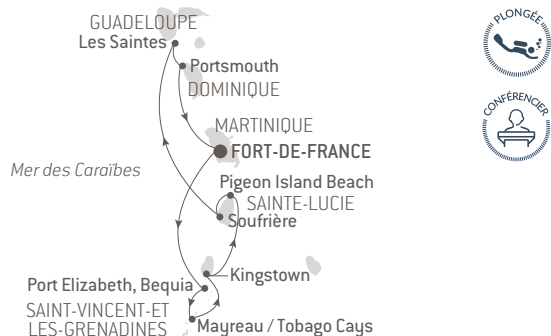 GUADELOUPE
Les Saintes
Portsmouth
DOMINIQUE
MARTINIQUE
FORT-DE-FRANCE
Mer des Caraïbes
Pigeon Island Beach
SAINTE-LUCIE
Soufrière
Kingstown
Port Elizabeth, Bequia
SAINT-VINCENT-ET
LES-GRENADINES
Mayreau / Tobago Cays
PLONGÉE
CONFÉRENCIER